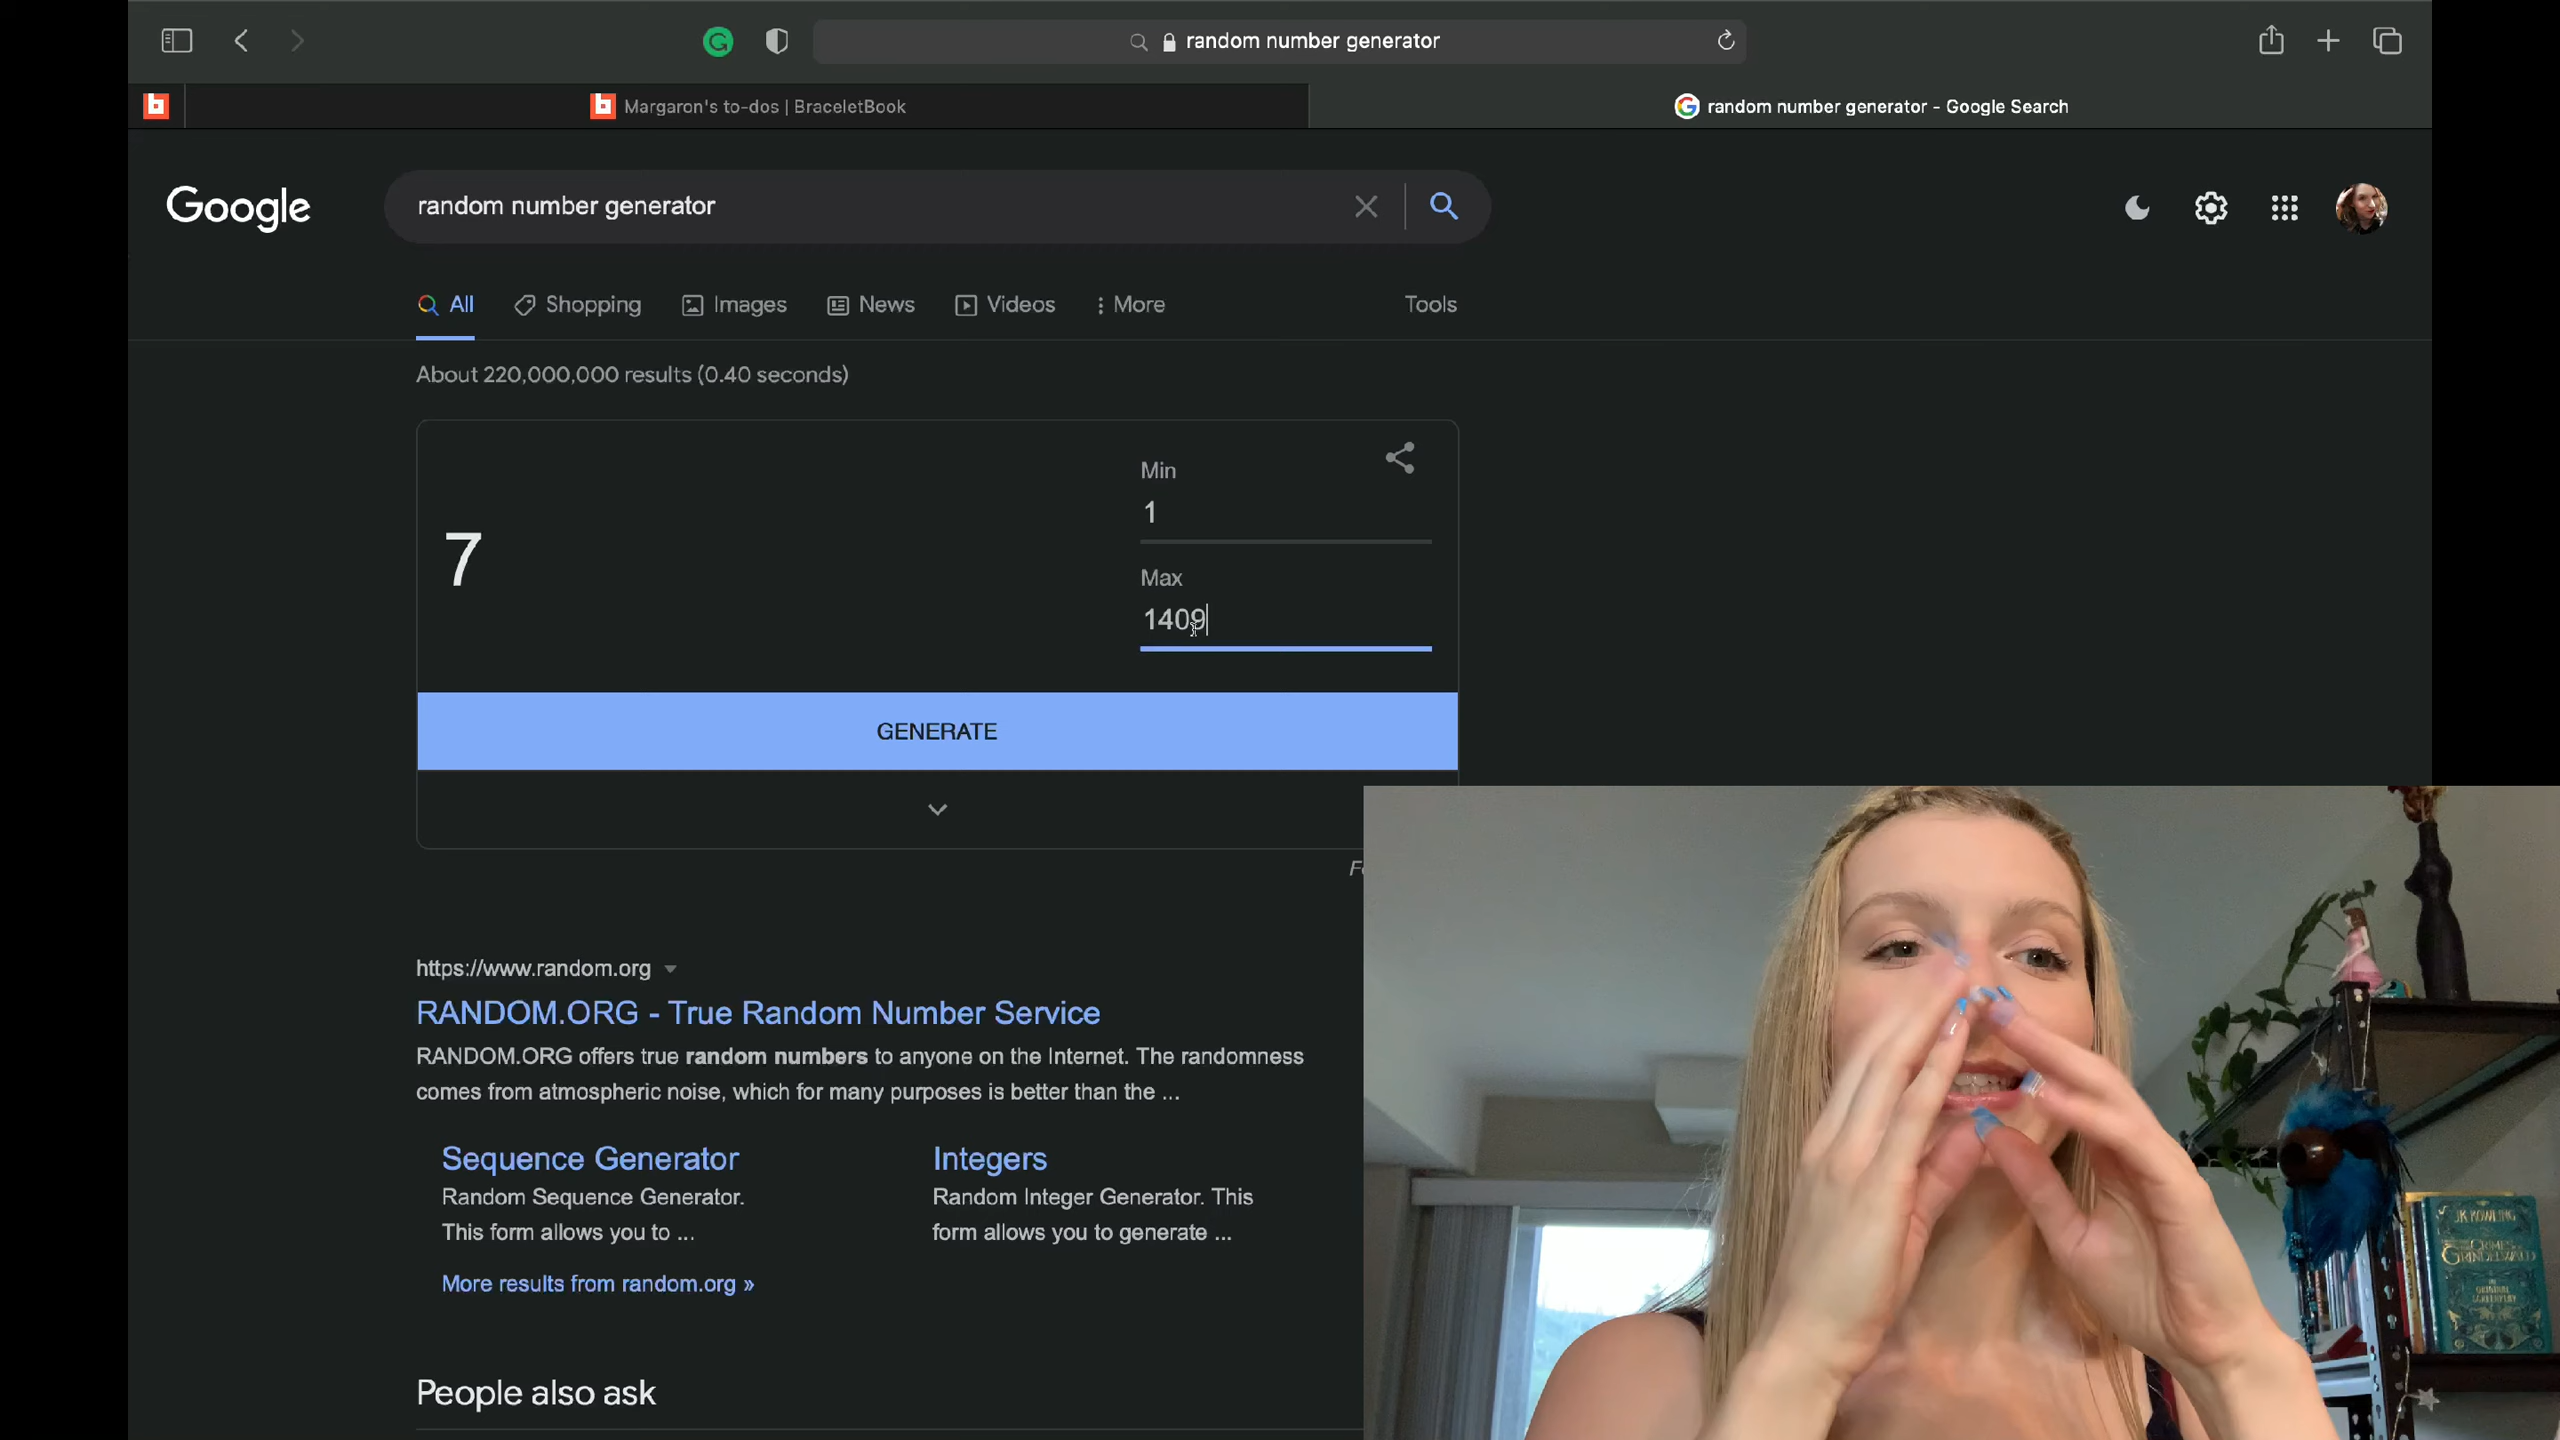 random number generator
Margaron's to-dos | BraceletBook
random number generator - Google Search
Google
random number generator
All
Shopping
Images
News
Videos
More
Tools
About 220,000,000 results (0.40 seconds)
Min
1
7
Max
1409
GENERATE
https://www.random.org
RANDOM.ORG - True Random Number Service
RANDOM.ORG offers true random numbers to anyone on the Internet. The randomness
comes from atmospheric noise, which for many purposes is better than the ...
Sequence Generator
Random Sequence Generator.
This form allows you to ...
Integers
Random Integer Generator. This
form allows you to generate ...
More results from random.org »
People also ask
JK ROWLING
CRIMES
GRINDELWALD